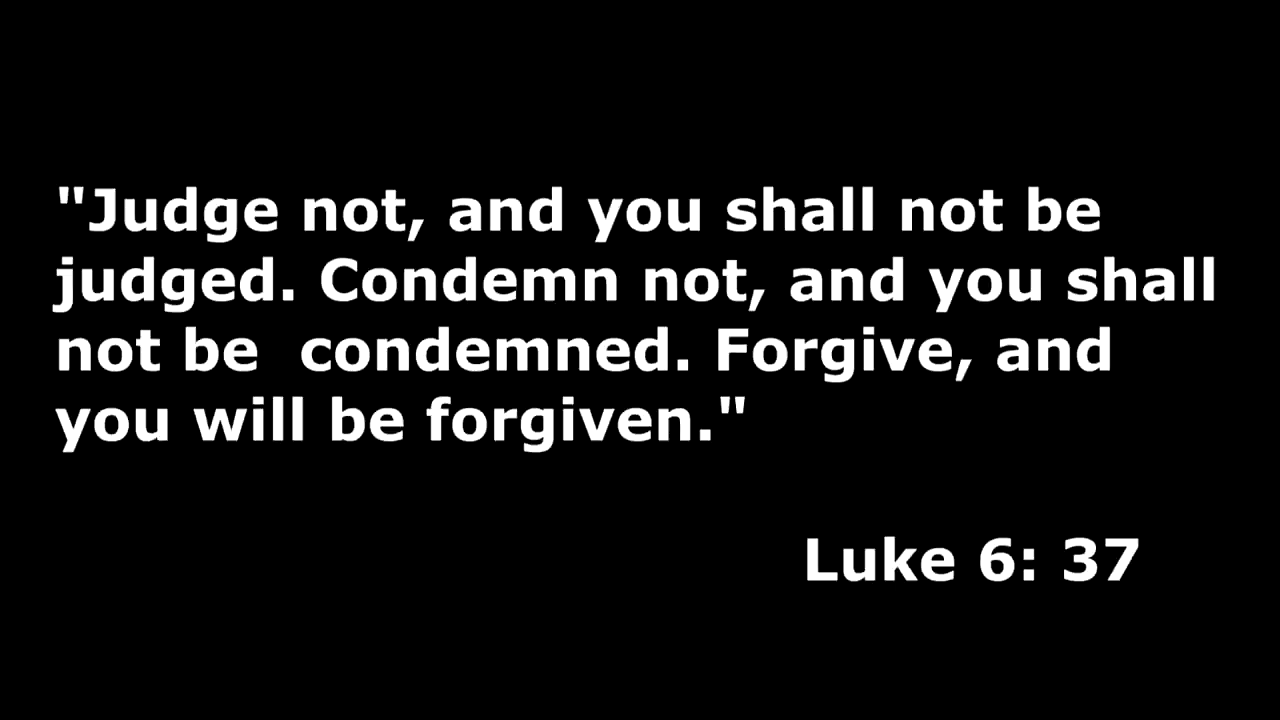 "Judge not, and you shall not be
judged. Condemn not, and you shall
not be  condemned. Forgive, and
you will be forgiven."
Luke 6: 37